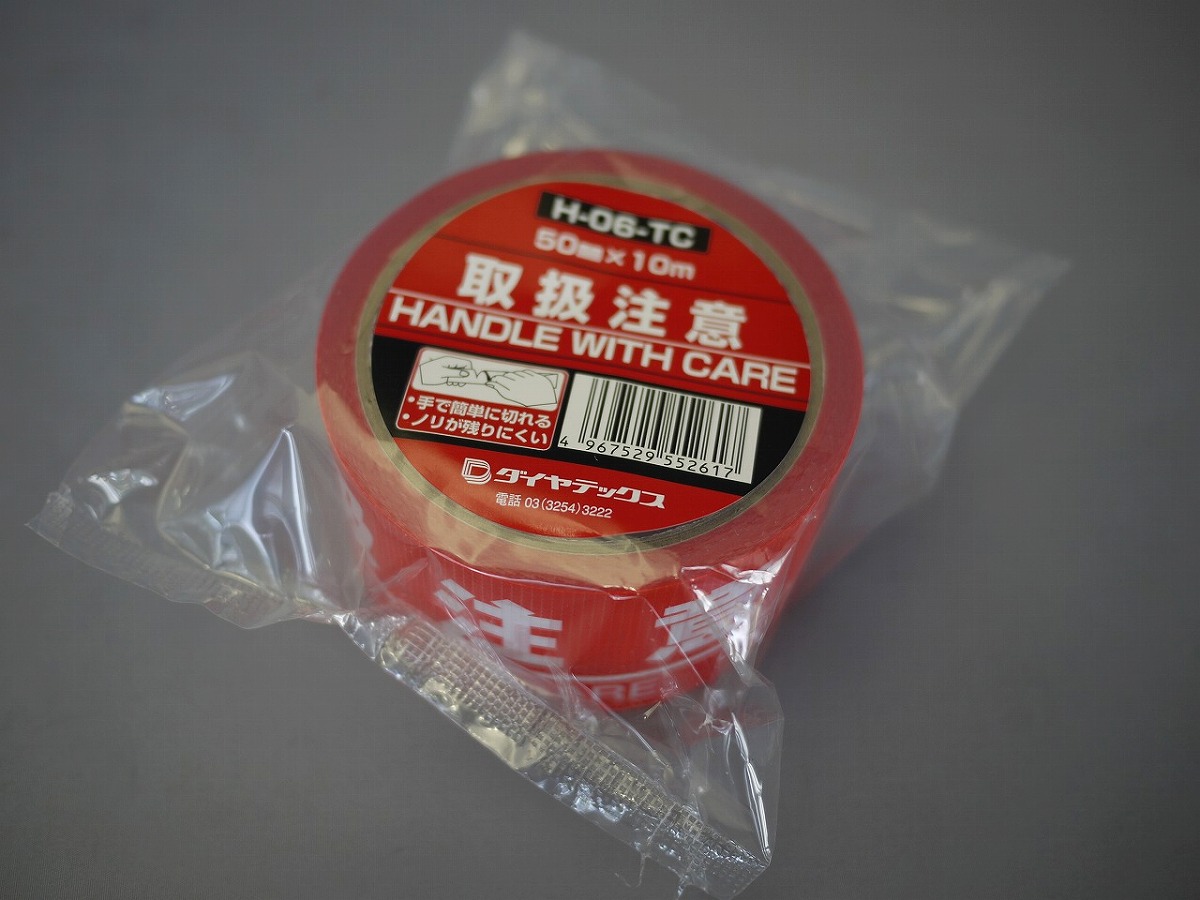 H-06-TC
50mm×10m
取扱注意
HANDLE WITH CARE
・手で簡単に切れる
・ノリが残りにくい
4 967529 552617
ダイヤテックス
電話 03(3254)3222
注意